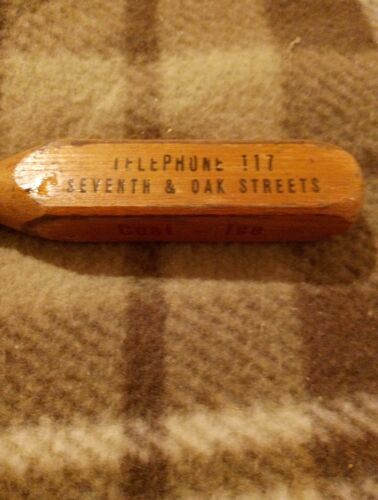 TELEPHONE 117
SEVENTH & OAK STREETS
Coal - Ice